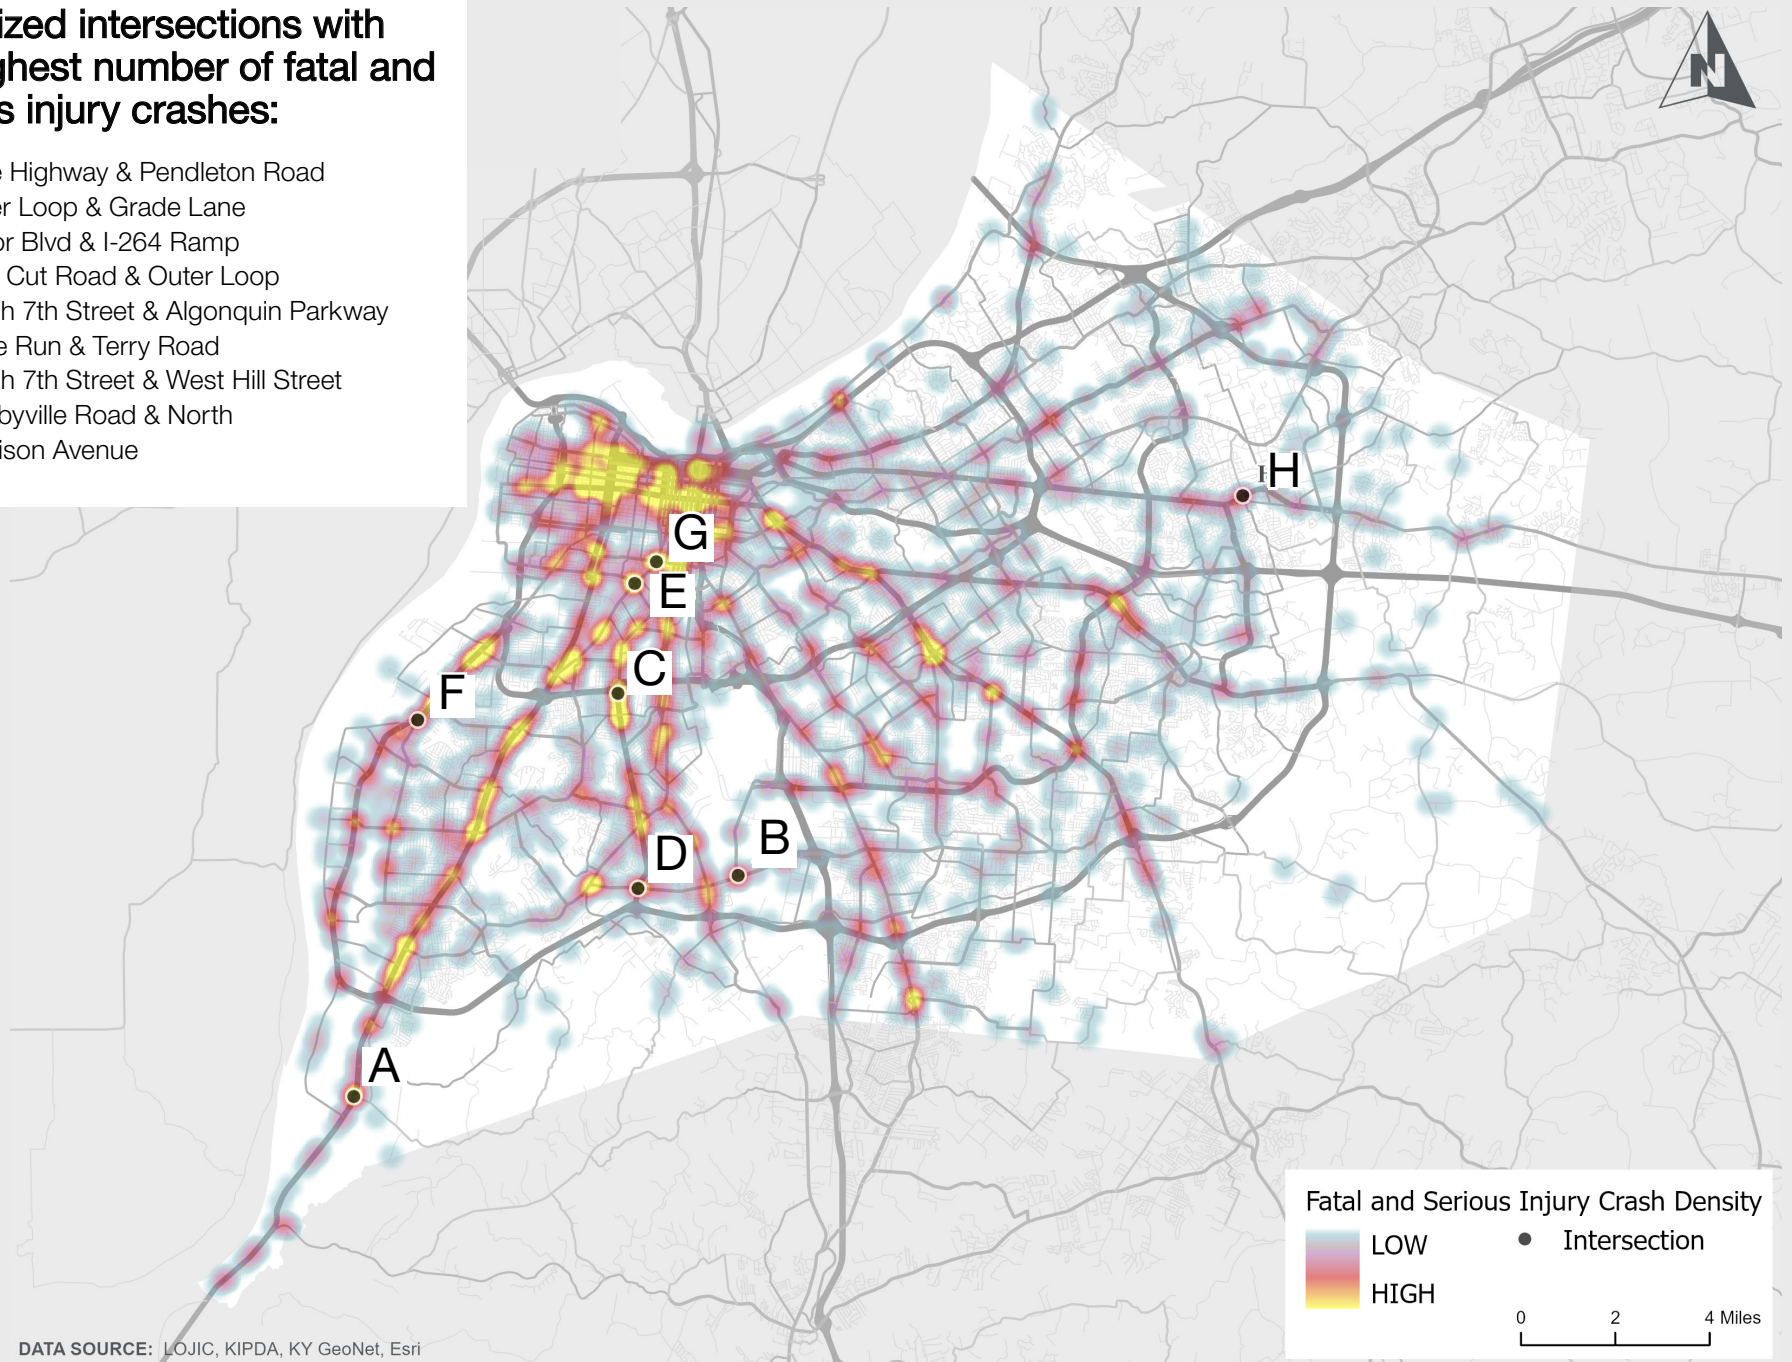 ized intersections with
ghest number of fatal and
s injury crashes:
e Highway & Pendleton Road
er Loop & Grade Lane
or Blvd & I-264 Ramp
Cut Road & Outer Loop
h 7th Street & Algonquin Parkway
e Run & Terry Road
h 7th Street & West Hill Street
byville Road & North
ison Avenue
N
H
G
E
C
F
B
D
A
Fatal and Serious Injury Crash Density
LOW
Intersection
HIGH
0 2 4 Miles
DATA SOURCE: LOJIC, KIPDA, KY GeoNet, Esri